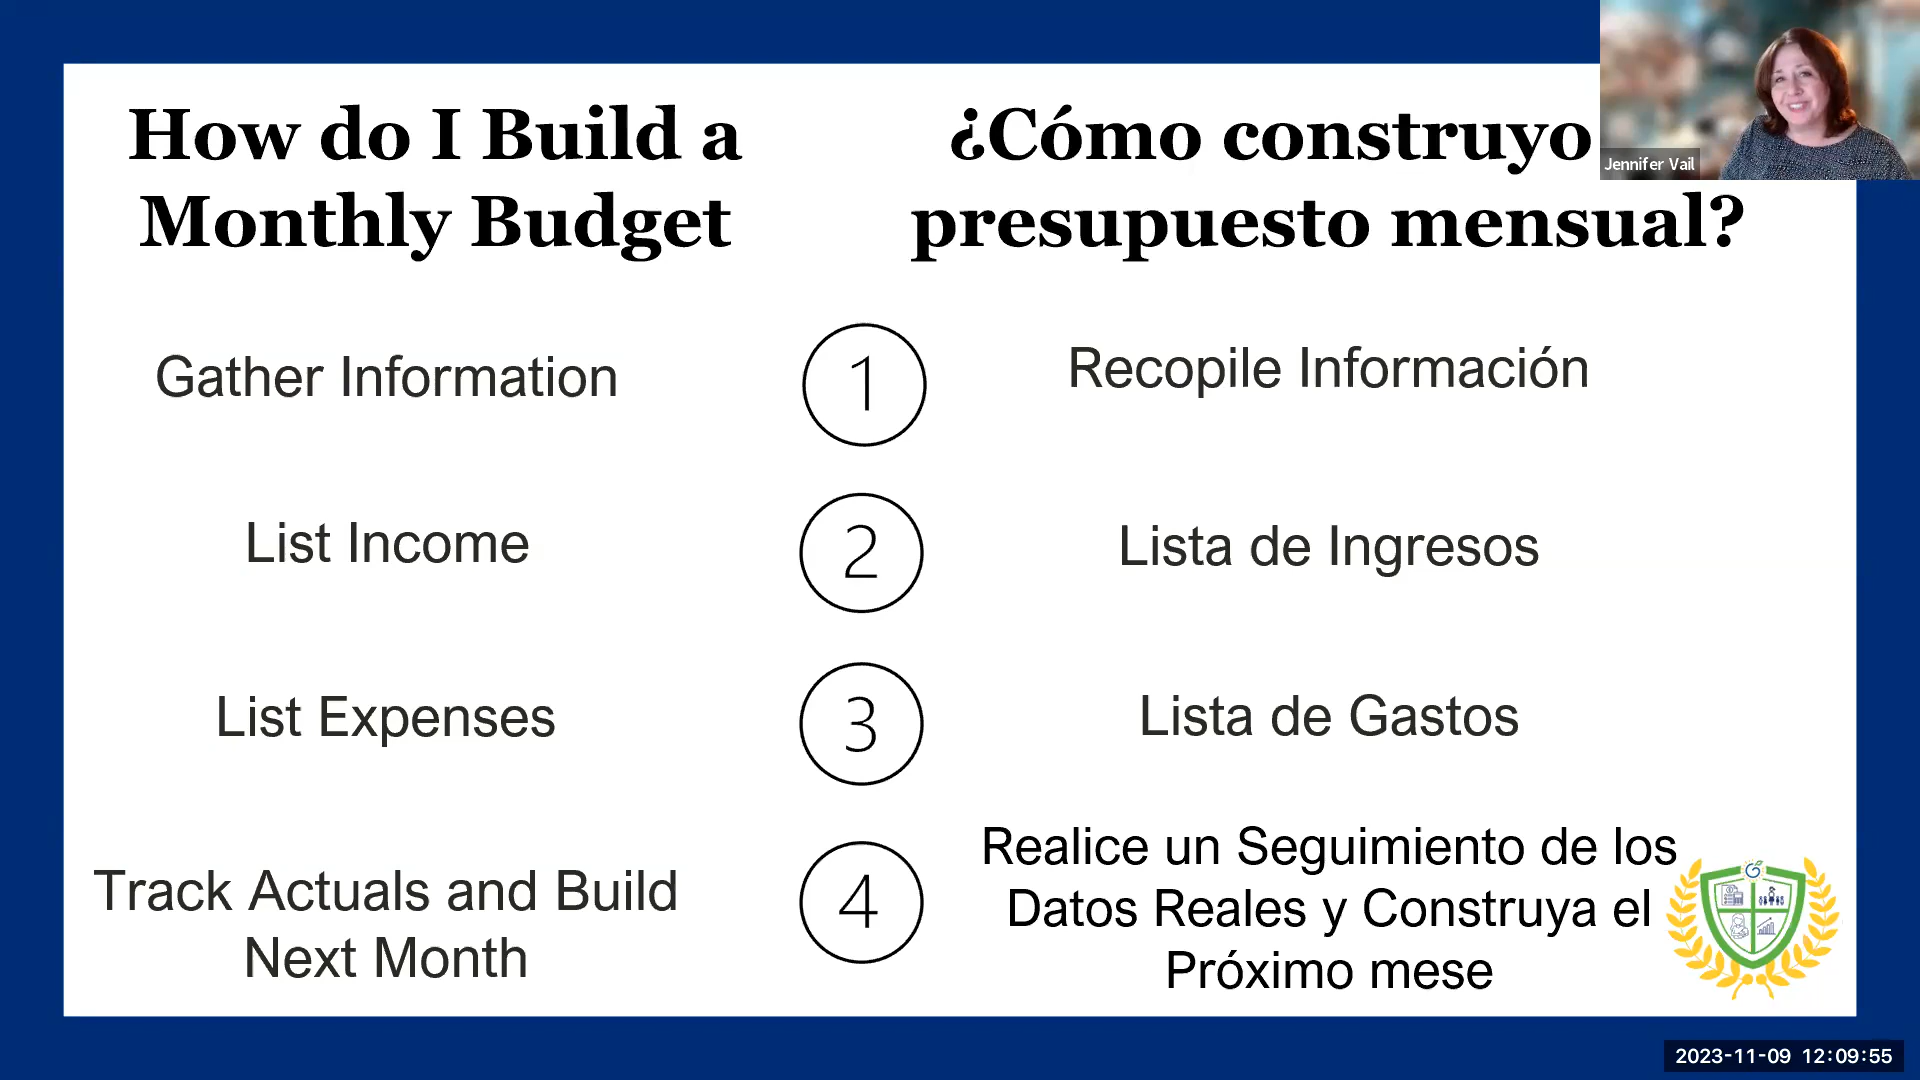 How do I Build a
Monthly Budget
¿Cómo construyo
presupuesto mensual?
Jennifer Vail
Gather Information
1
Recopile Información
List Income
2
Lista de Ingresos
List Expenses
3
Lista de Gastos
Track Actuals and Build
Next Month
4
Realice un Seguimiento de los
Datos Reales y Construya el
Próximo mese
2023-11-09 12:09:55